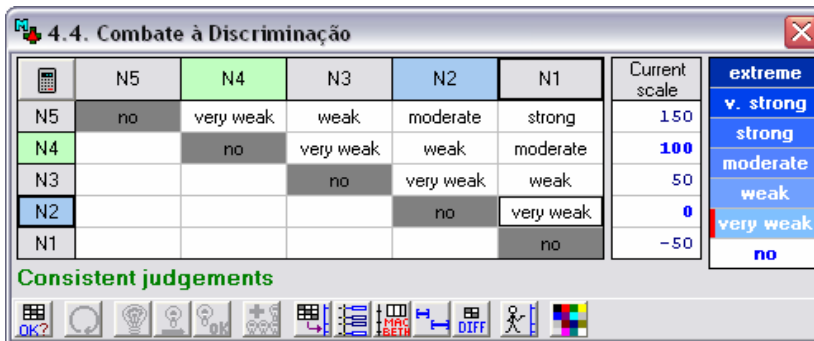 4.4. Combate à Discriminação
N5 N4 N3 N2 N1 Current scale
N5 no very weak weak moderate strong 150
N4 no very weak weak moderate 100
N3 no very weak weak 50
N2 no very weak 0
N1 no -50
extreme
v. strong
strong
moderate
weak
very weak
no
Consistent judgements
OK? OK MAC BETH DIFF